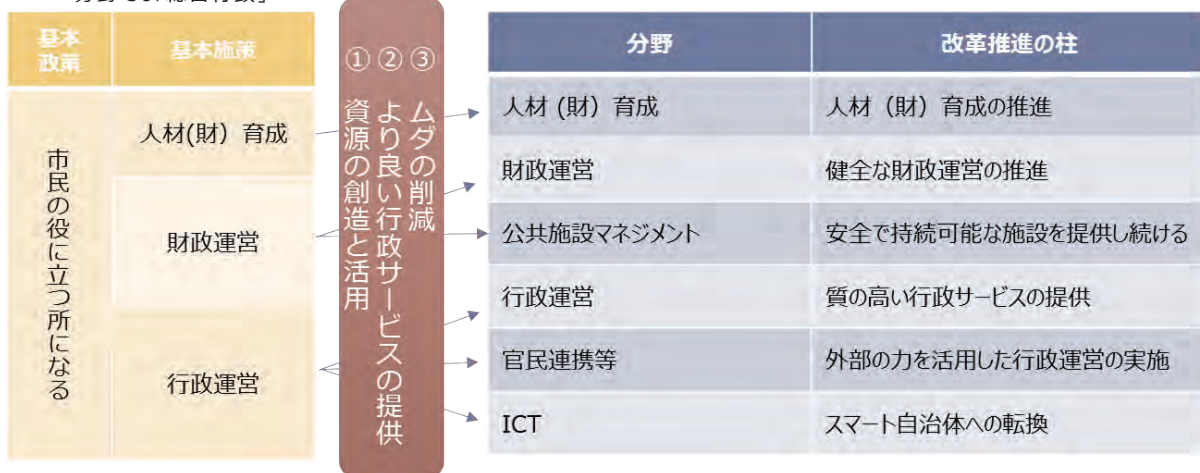 基本
政策
基本施策
市民の役に立つ所になる
人材(財）育成
財政運営
行政運営
③ ムダの削減
② より良い行政サービスの提供
① 資源の創造と活用
分野
改革推進の柱
人材 (財）育成
人材（財）育成の推進
財政運営
健全な財政運営の推進
公共施設マネジメント
安全で持続可能な施設を提供し続ける
行政運営
質の高い行政サービスの提供
官民連携等
外部の力を活用した行政運営の実施
ICT
スマート自治体への転換